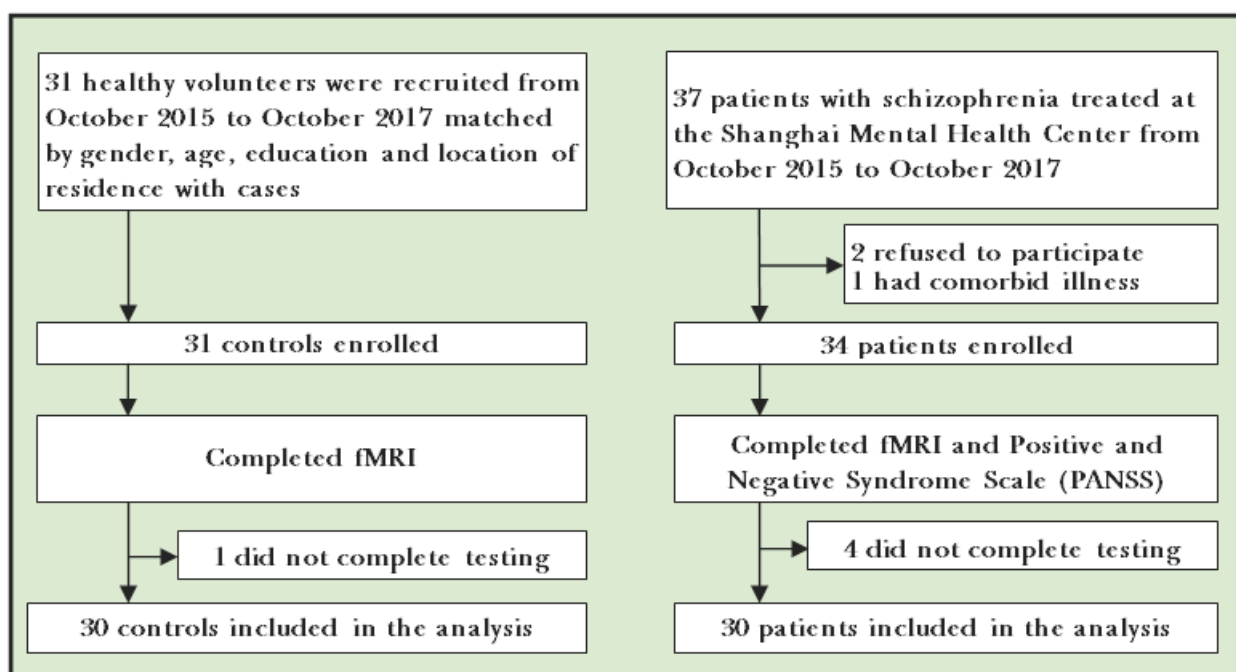 31 healthy volunteers were recruited from
October 2015 to October 2017 matched
by gender, age, education and location of
residence with cases
31 controls enrolled
Completed fMRI
1 did not complete testing
30 controls included in the analysis
37 patients with schizophrenia treated at
the Shanghai Mental Health Center from
October 2015 to October 2017
2 refused to participate
1 had comorbid illness
34 patients enrolled
Completed fMRI and Positive and
Negative Syndrome Scale (PANSS)
4 did not complete testing
30 patients included in the analysis